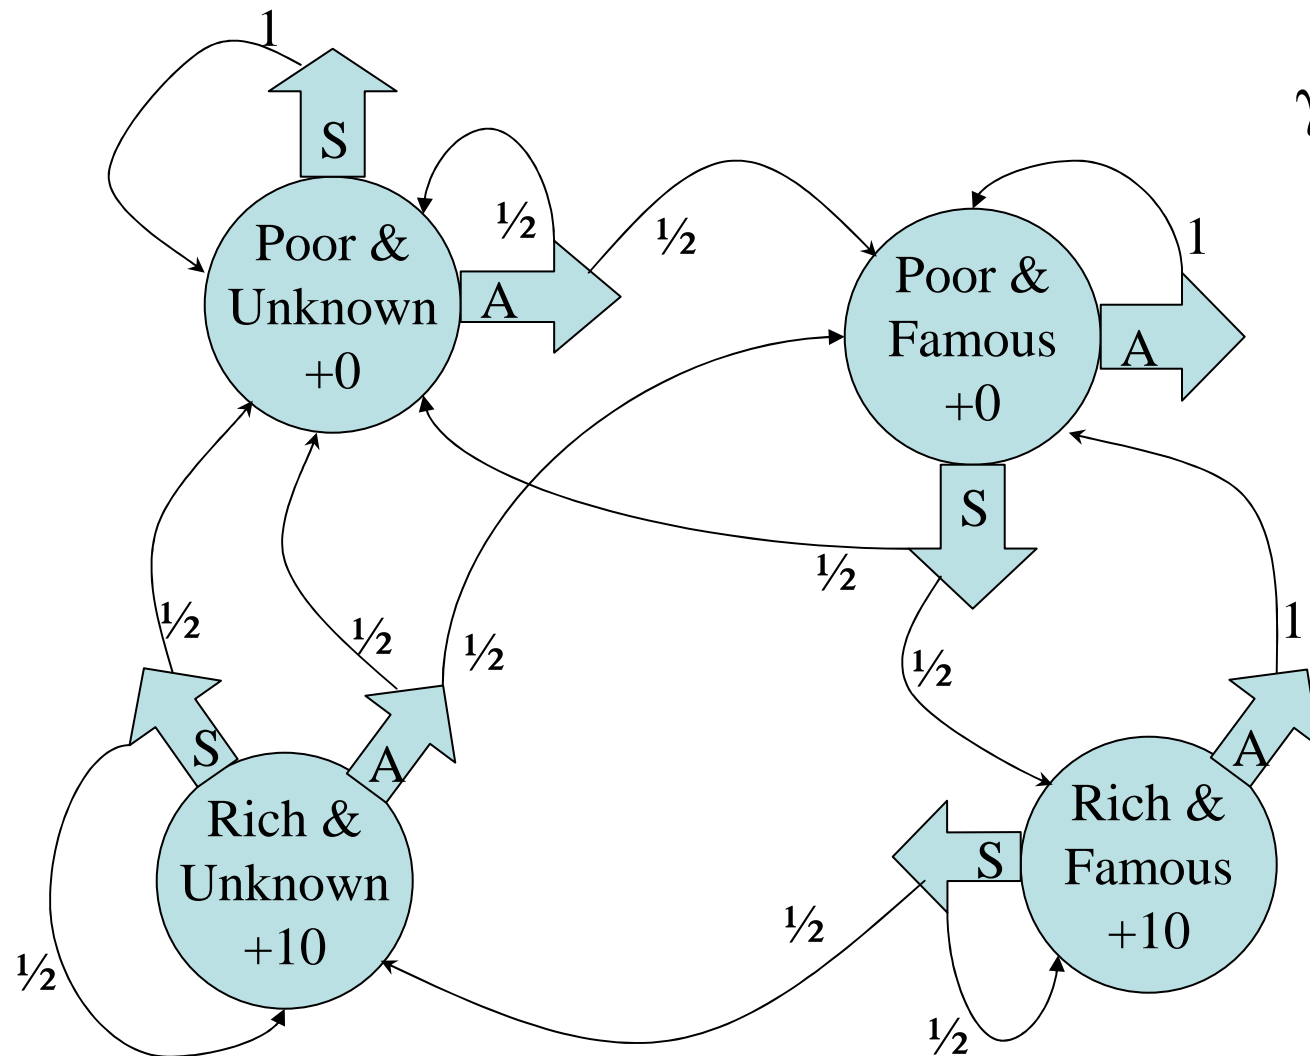 1
S
γ
½
½
1
Poor &
Unknown
+0
A
Poor &
Famous
+0
A
S
½
½
½
½
½
1
S
A
A
Rich &
Unknown
+10
S
Rich &
Famous
+10
½
½
½